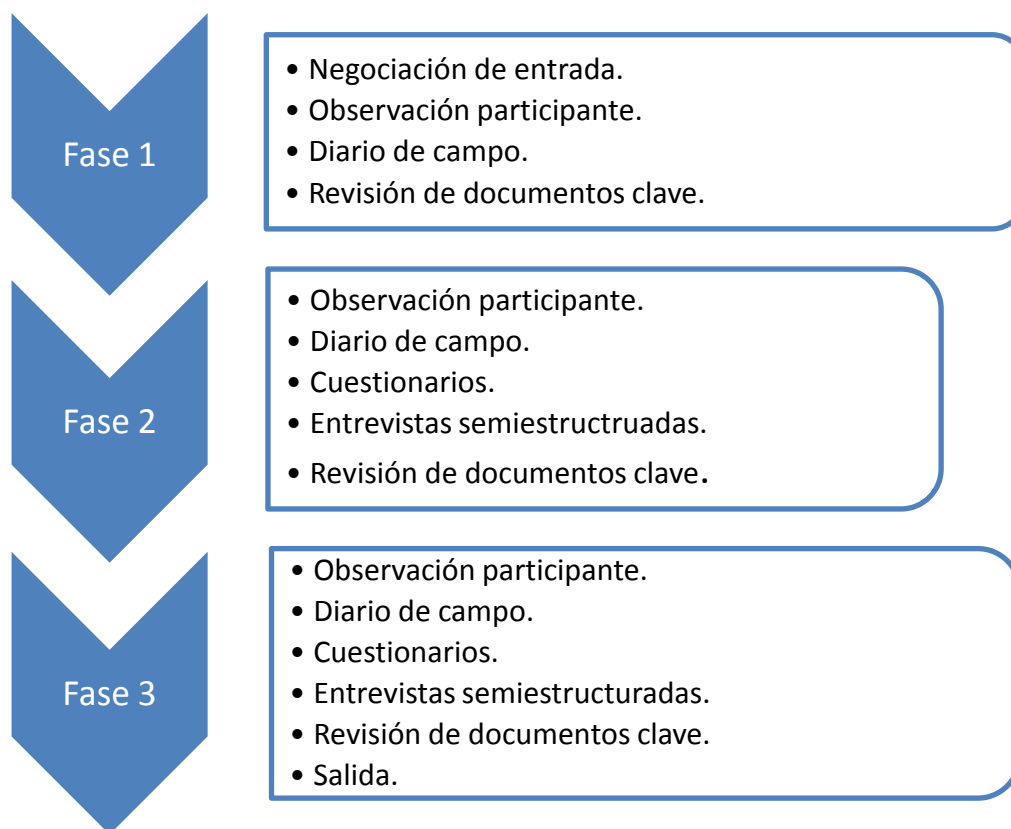 Fase 1
• Negociación de entrada.
• Observación participante.
• Diario de campo.
• Revisión de documentos clave.
Fase 2
• Observación participante.
• Diario de campo.
• Cuestionarios.
• Entrevistas semiestructruadas.
• Revisión de documentos clave.
Fase 3
• Observación participante.
• Diario de campo.
• Cuestionarios.
• Entrevistas semiestructuradas.
• Revisión de documentos clave.
• Salida.